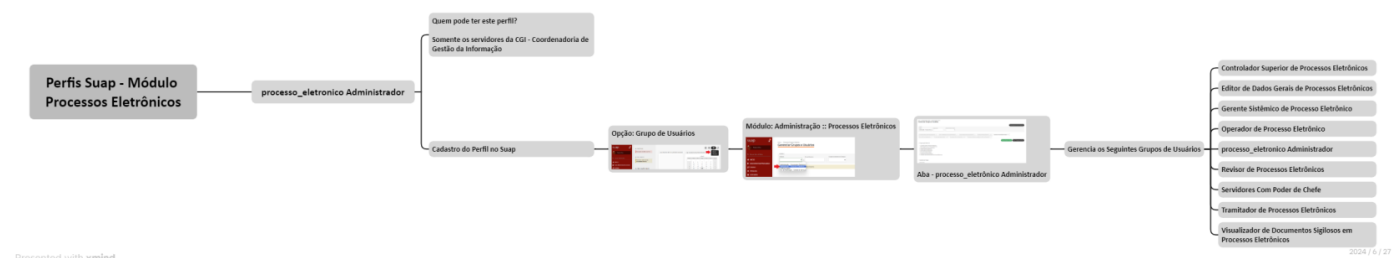 Perfis Suap - Módulo
Processos Eletrônicos
processo_eletronico Administrador
Quem pode ter este perfil?
Somente os servidores da CGI - Coordenadoria de
Gestão da Informação
Cadastro do Perfil no Suap
Opção: Grupo de Usuários
Módulo: Administração :: Processos Eletrônicos
Aba - processo_eletrônico Administrador
Gerencia os Seguintes Grupos de Usuários
Controlador Superior de Processos Eletrônicos
Editor de Dados Gerais de Processos Eletrônicos
Gerente Sistêmico de Processo Eletrônico
Operador de Processo Eletrônico
processo_eletronico Administrador
Revisor de Processos Eletrônicos
Servidores Com Poder de Chefe
Tramitador de Processos Eletrônicos
Visualizador de Documentos Sigilosos em
Processos Eletrônicos
Presented with xmind
2024 / 6 / 27